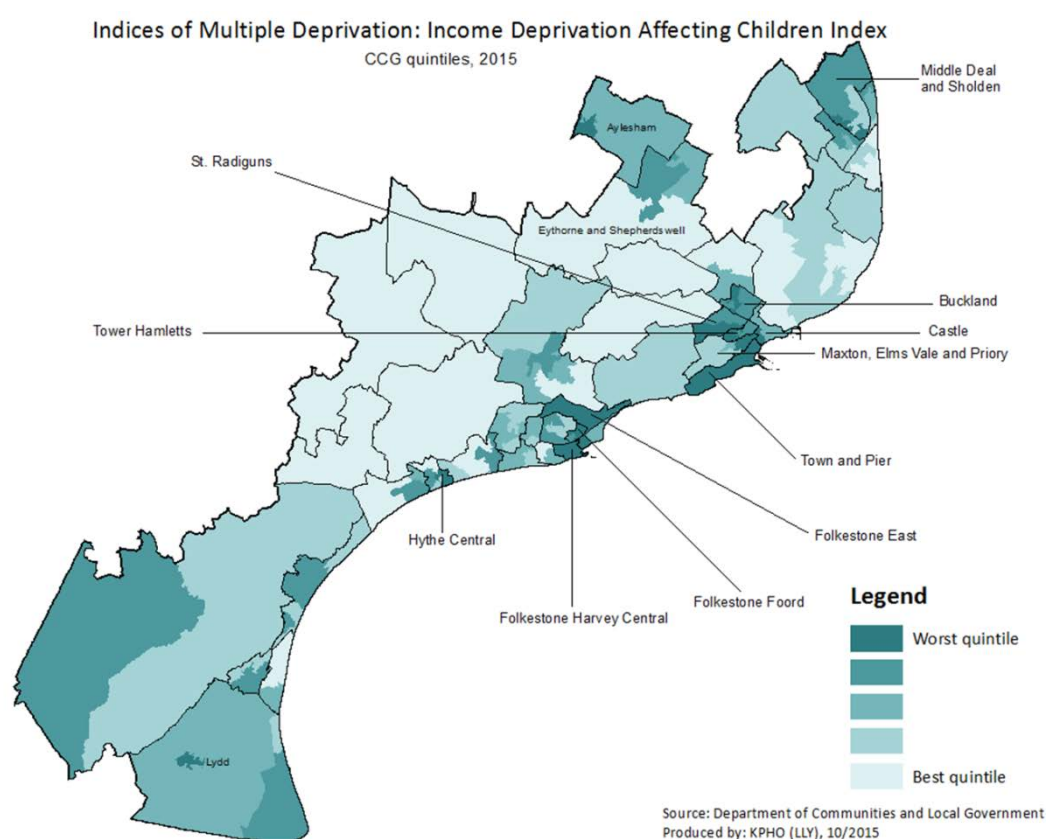 Indices of Multiple Deprivation: Income Deprivation Affecting Children Index
CCG quintiles, 2015
Middle Deal
and Sholden
Aylesham
St. Radiguns
Eythorne and Shepherdswell
Buckland
Tower Hamletts
Castle
Maxton, Elms Vale and Priory
Town and Pier
Hythe Central
Folkestone East
Folkestone Foord
Folkestone Harvey Central
Lydd
Legend
Worst quintile
Best quintile
Source: Department of Communities and Local Government
Produced by: KPHO (LLY), 10/2015